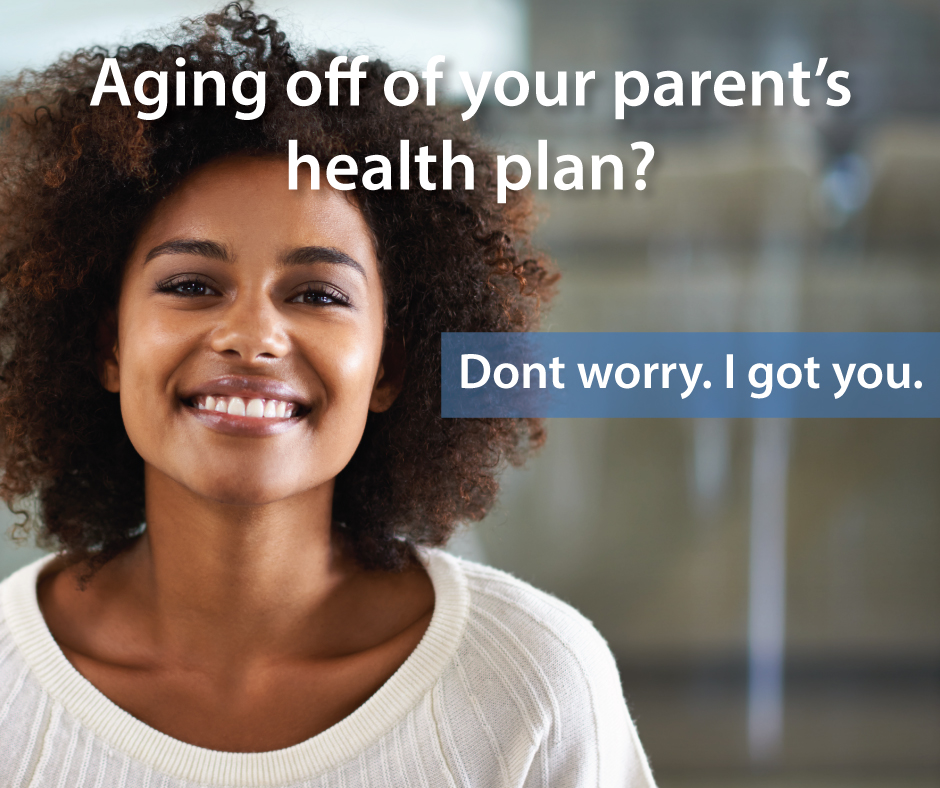 Aging off of your parent’s
health plan?
Dont worry. I got you.